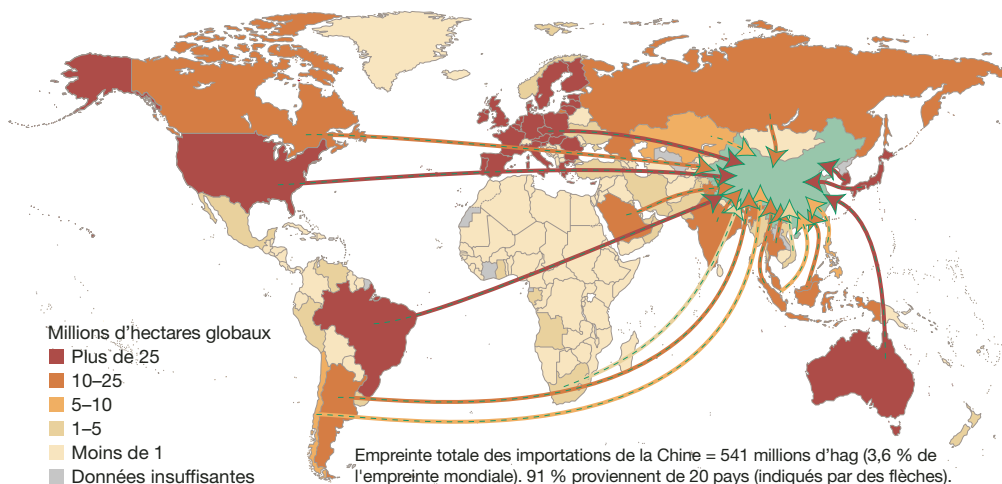 Millions d'hectares globaux
Plus de 25
10–25
5–10
1–5
Moins de 1
Données insuffisantes
Empreinte totale des importations de la Chine = 541 millions d'hag (3,6 % de
l'empreinte mondiale). 91 % proviennent de 20 pays (indiqués par des flèches).